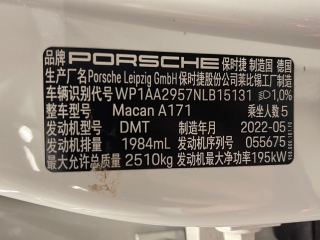 品牌 PORSCHE 保时捷 制造国 德国
生产厂名 Porsche Leipzig GmbH 保时捷股份公司莱比锡工厂制造
车辆识别代号 WP1AA2957NLB15131 1,0%
整车型号 Macan A171 乘坐人数 5
发动机型号 DMT 制造年月 2022-05
发动机排量 1984mL 发动机序列号 055675
最大允许总质量 2510kg 发动机最大净功率 195kW